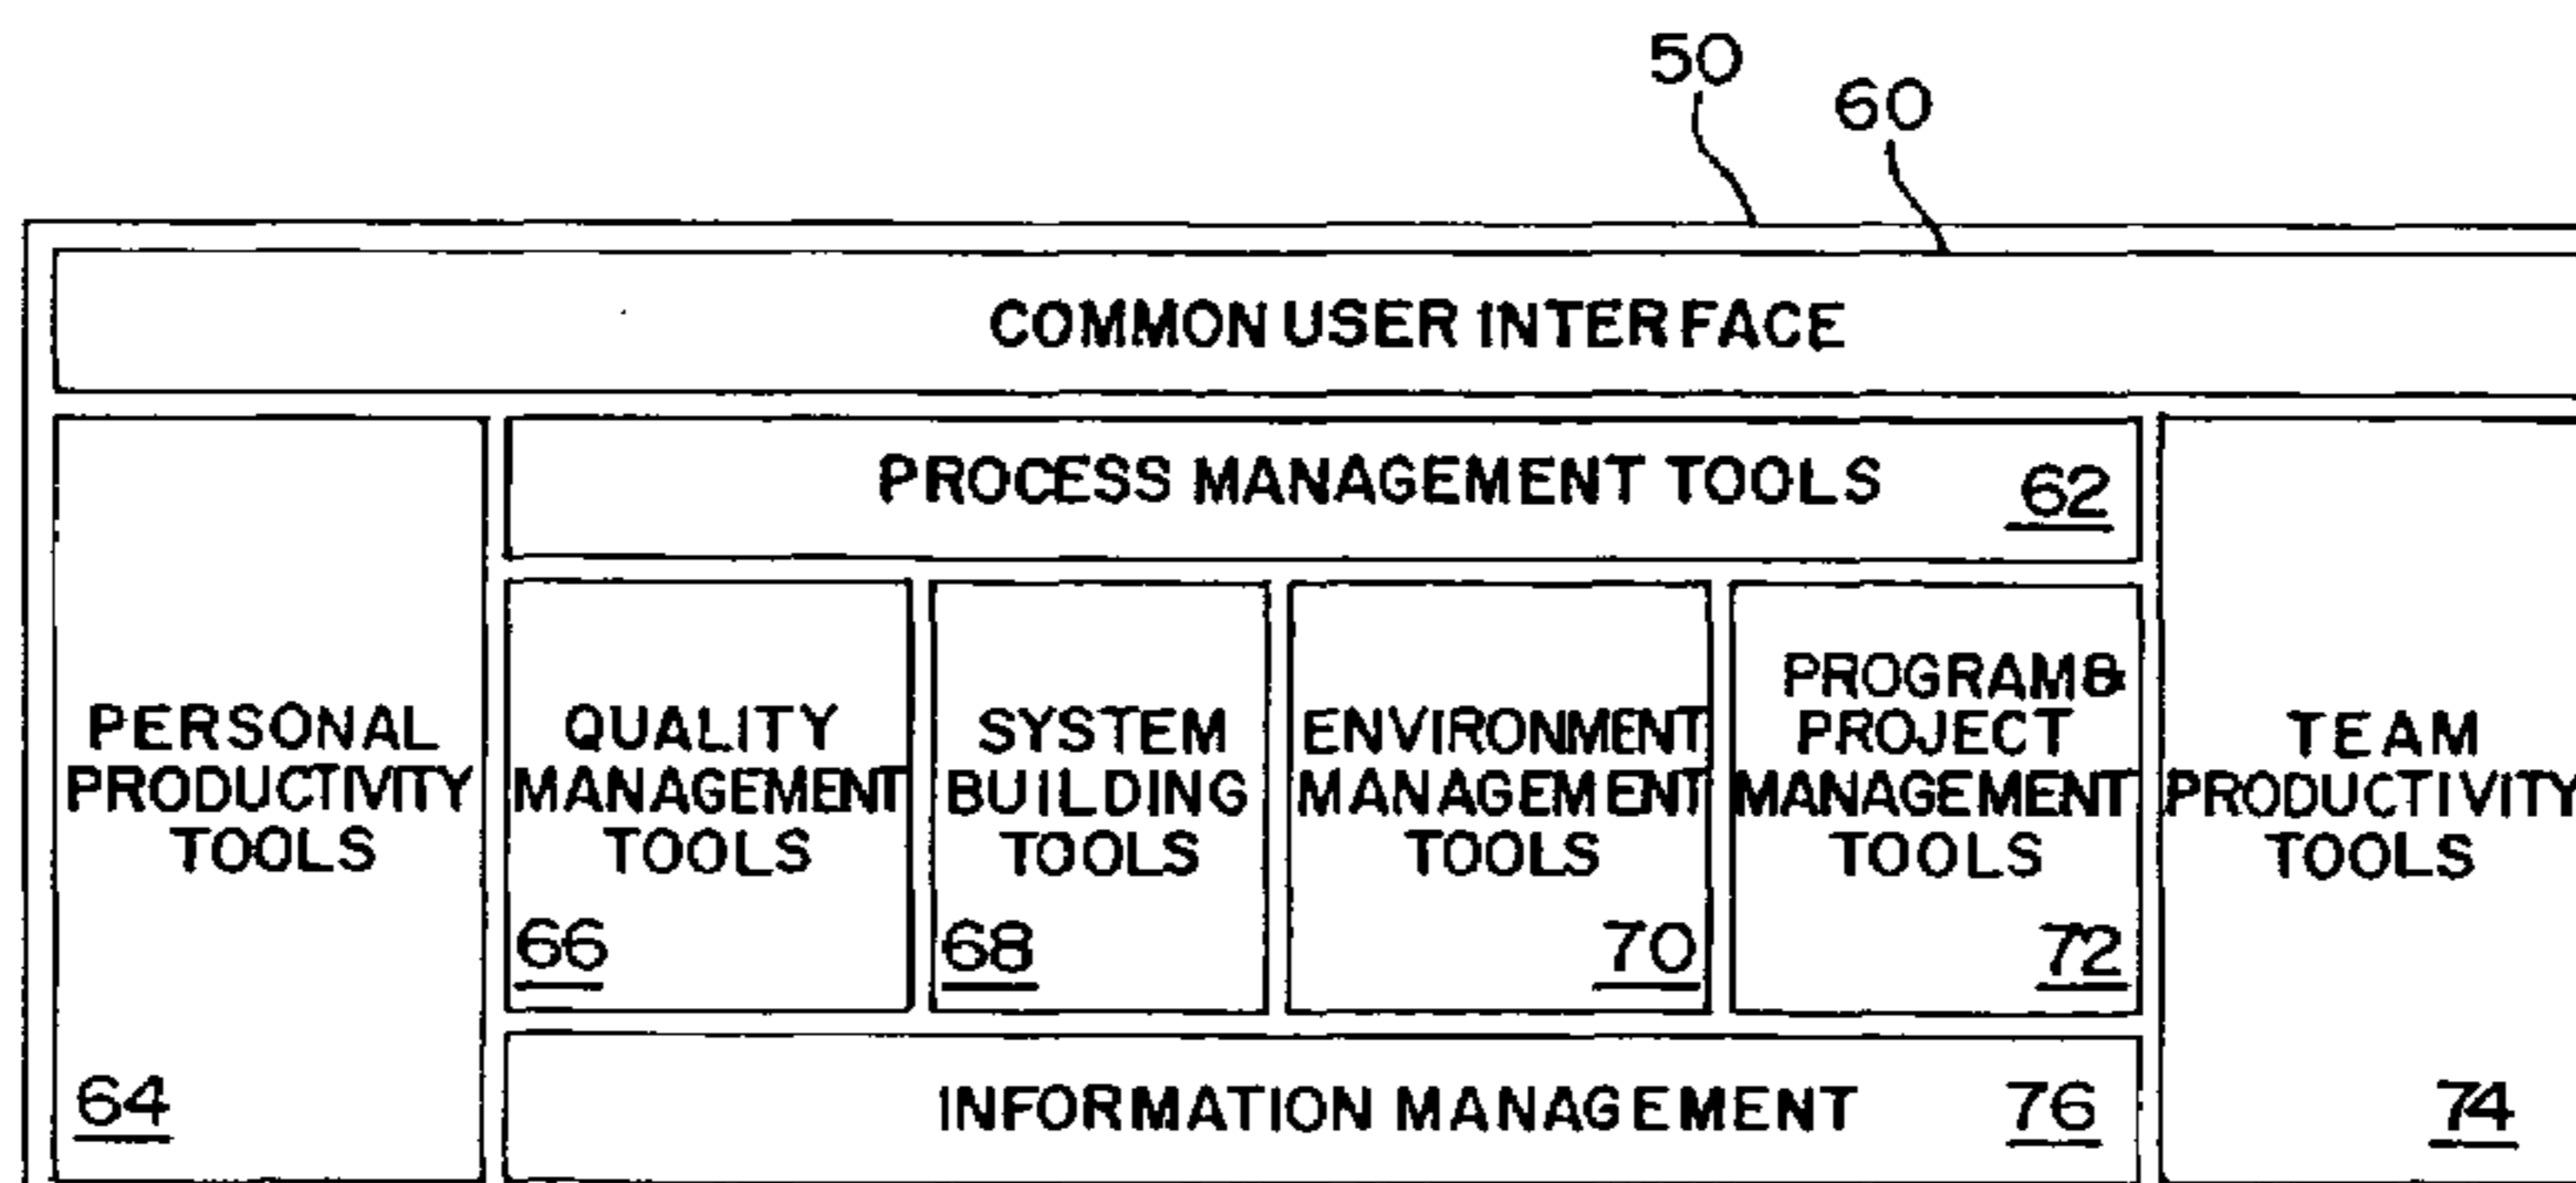 50
60
COMMON USER INTERFACE
PROCESS MANAGEMENT TOOLS 62
PERSONAL
PRODUCTIVITY
TOOLS
64
QUALITY
MANAGEMENT
TOOLS
66
SYSTEM
BUILDING
TOOLS
68
ENVIRONMENT
MANAGEMENT
TOOLS
70
PROGRAM &
PROJECT
MANAGEMENT
TOOLS
72
TEAM
PRODUCTIVITY
TOOLS
74
INFORMATION MANAGEMENT 76